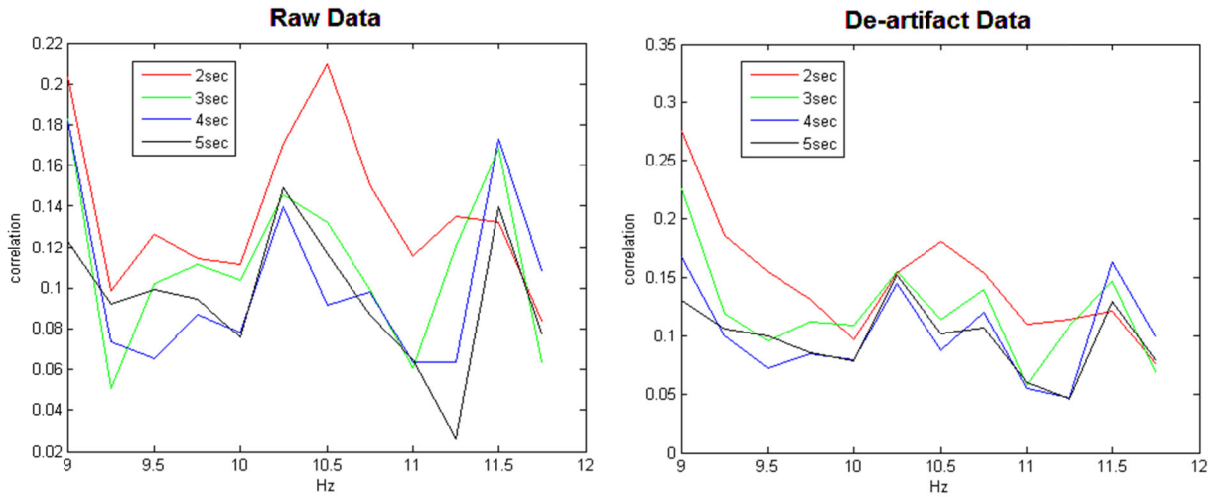 Raw Data
0.22
0.2
0.18
0.16
0.14
0.12
0.1
0.08
0.06
0.04
0.02
correlation
2sec
3sec
4sec
5sec
9 9.5 10 10.5 11 11.5 12
Hz
De-artifact Data
0.35
0.3
0.25
0.2
0.15
0.1
0.05
0
correlation
2sec
3sec
4sec
5sec
9 9.5 10 10.5 11 11.5 12
Hz